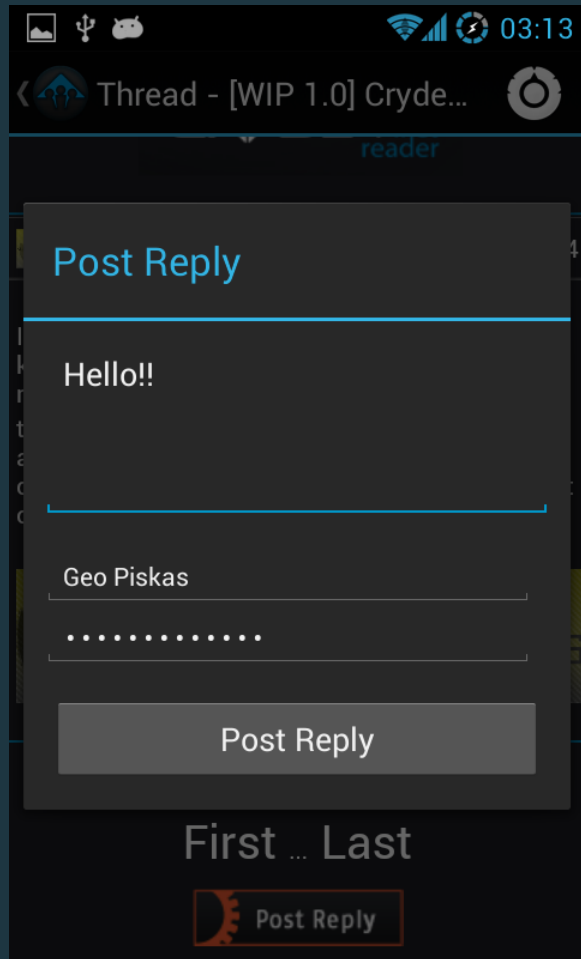 03:13
Thread - [WIP 1.0] Cryde...
reader
Post Reply
Hello!!
Geo Piskas
•••••••••••••
Post Reply
First ... Last
Post Reply